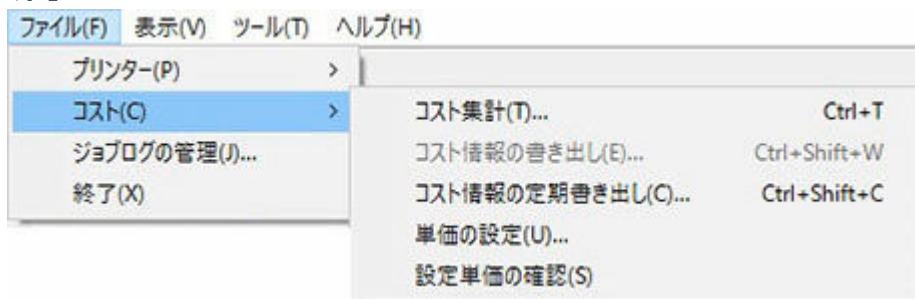 ファイル(F) 表示(V) ツール(T) ヘルプ(H)
プリンター(P) >
コスト(C) >
ジョブログの管理(J)...
終了(X)
コスト集計(T)... Ctrl+T
コスト情報の書き出し(E)... Ctrl+Shift+W
コスト情報の定期書き出し(C)... Ctrl+Shift+C
単価の設定(U)...
設定単価の確認(S)